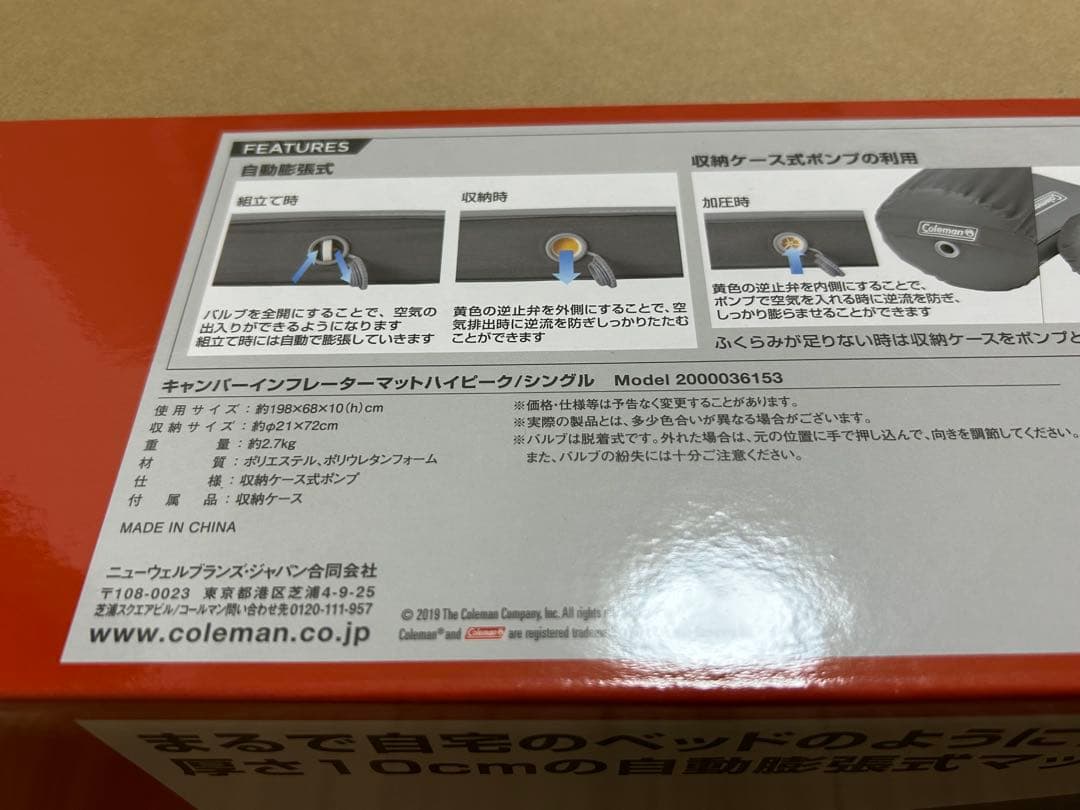 FEATURES
自動膨張式
収納ケース式ポンプの利用
組立て時
収納時
加圧時
Coleman
バルブを全開にすることで、空気の
出入りができるようになります
組立て時には自動で膨張していきます
黄色の逆止弁を外側にすることで、空
気排出時に逆流を防ぎしっかりたたむ
ことができます
黄色の逆止弁を内側にすることで、
ポンプで空気を入れる時に逆流を防ぎ、
しっかり膨らませることができます
ふくらみが足りない時は収納ケースをポンプと
キャンパーインフレーターマットハイピーク/シングル Model 2000036153
使用サイズ：約198×68×10(h)cm
収納サイズ：約φ21×72cm
重量：約2.7kg
材質：ポリエステル、ポリウレタンフォーム
仕様：収納ケース式ポンプ
付属品：収納ケース
※価格・仕様等は予告なく変更することがあります。
※実際の製品とは、多少色合いが異なる場合がございます。
※バルブは脱着式です。外れた場合は、元の位置に手で押し込んで、向きを調節してください。
また、バルブの紛失には十分ご注意ください。
MADE IN CHINA
ニューウェルブランズ・ジャパン合同会社
〒108-0023 東京都港区芝浦4-9-25
芝浦スクエアビル/コールマン問い合わせ先0120-111-957
www.coleman.co.jp
© 2019 The Coleman Company, Inc. All rights
Coleman® and Coleman are registered
まるで自宅のベッドのように
厚さ10cmの自動膨張式マッ